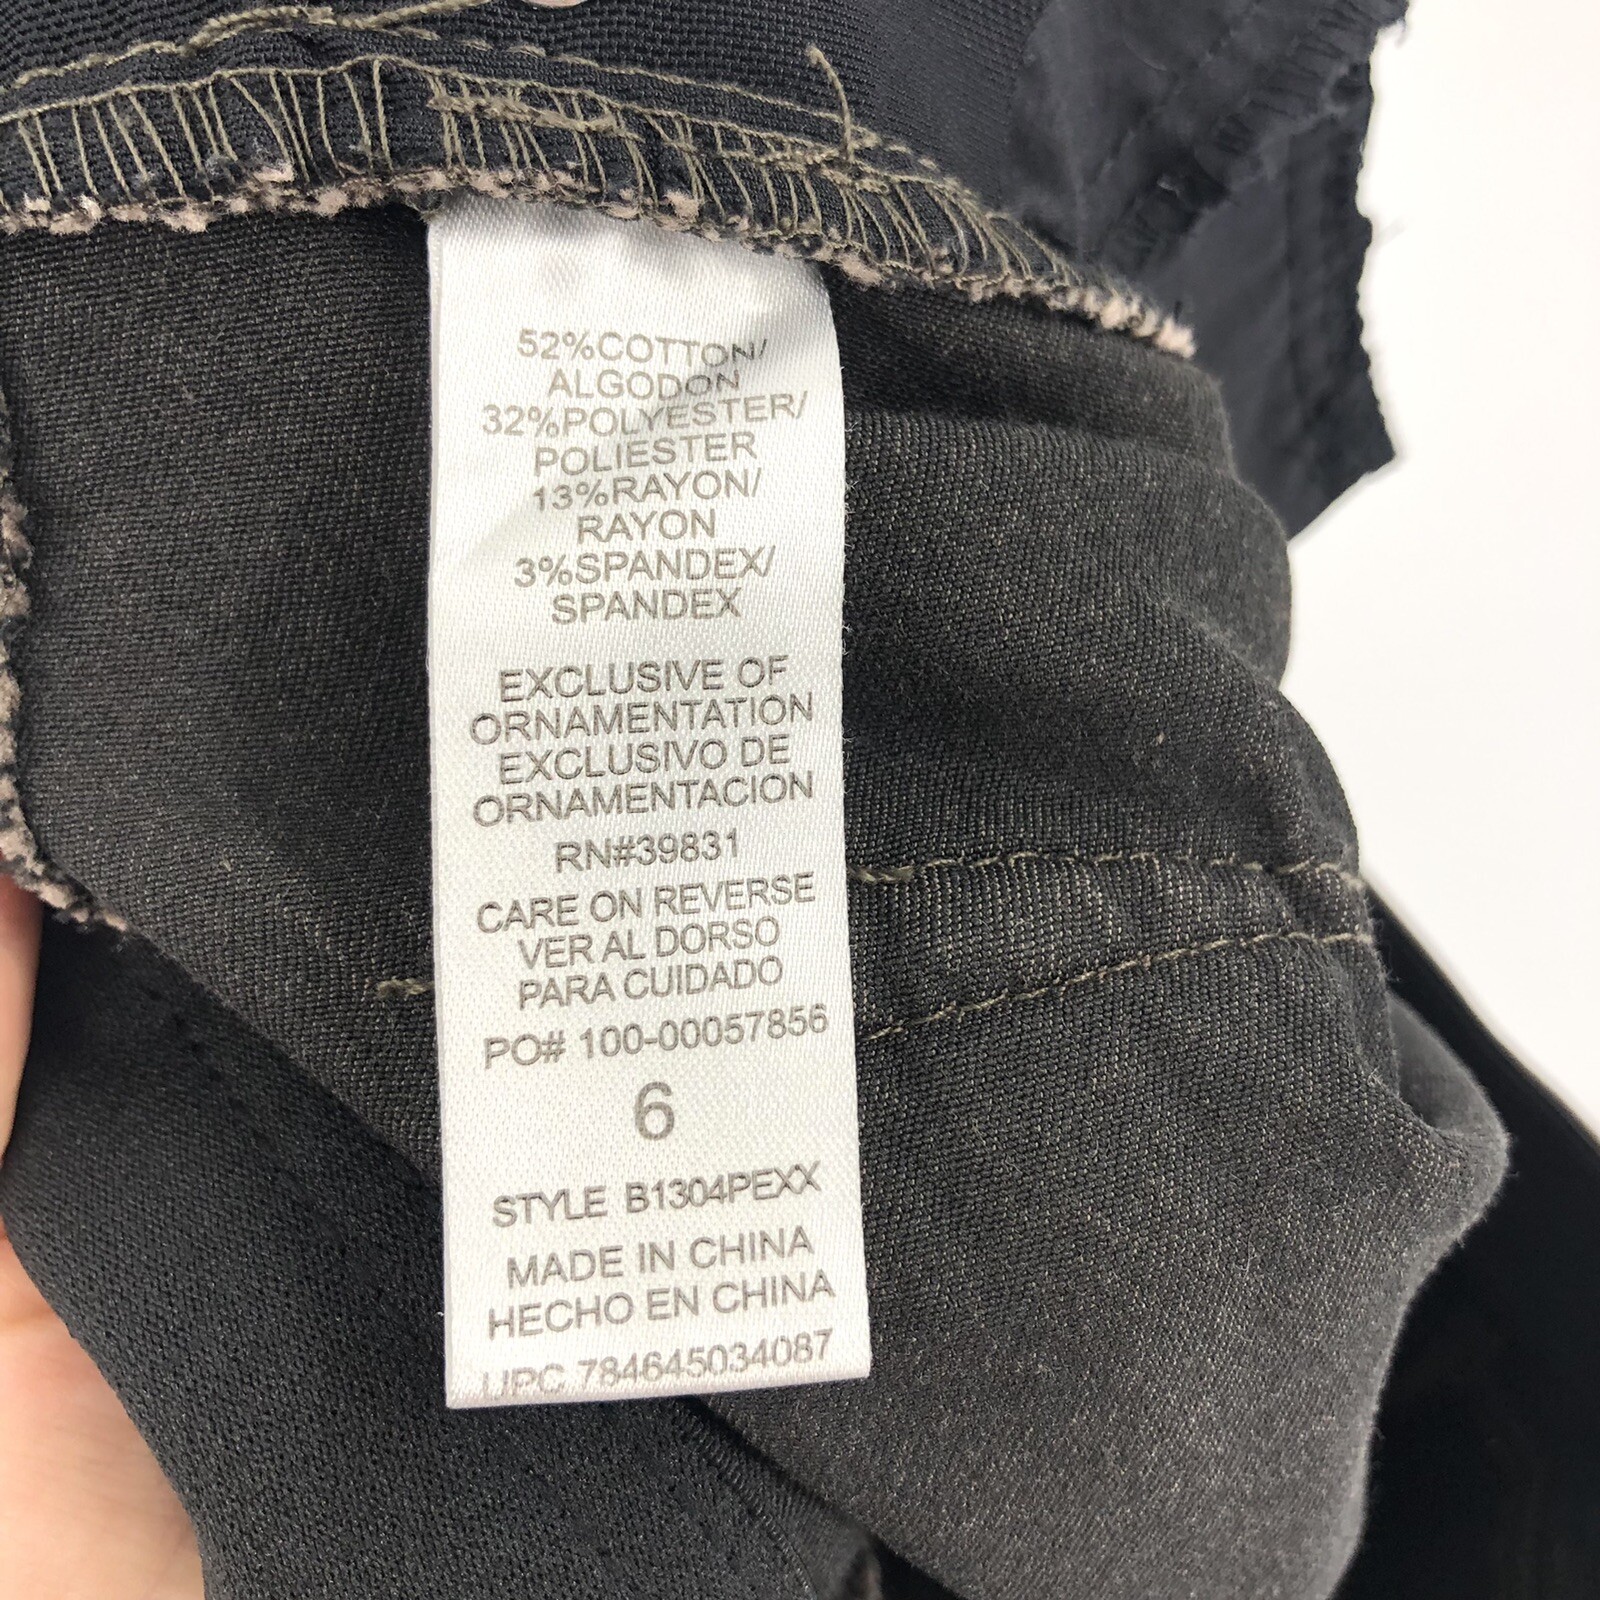 52%COTTON/
ALGODON
32%POLYESTER/
POLIESTER
13%RAYON/
RAYON
3%SPANDEX/
SPANDEX
EXCLUSIVE OF
ORNAMENTATION
EXCLUSIVO DE
ORNAMENTACION
RN#39831
CARE ON REVERSE
VER AL DORSO
PARA CUIDADO
PO# 100-00057856
6
STYLE B1304PEXX
MADE IN CHINA
HECHO EN CHINA
UPC 784645034087